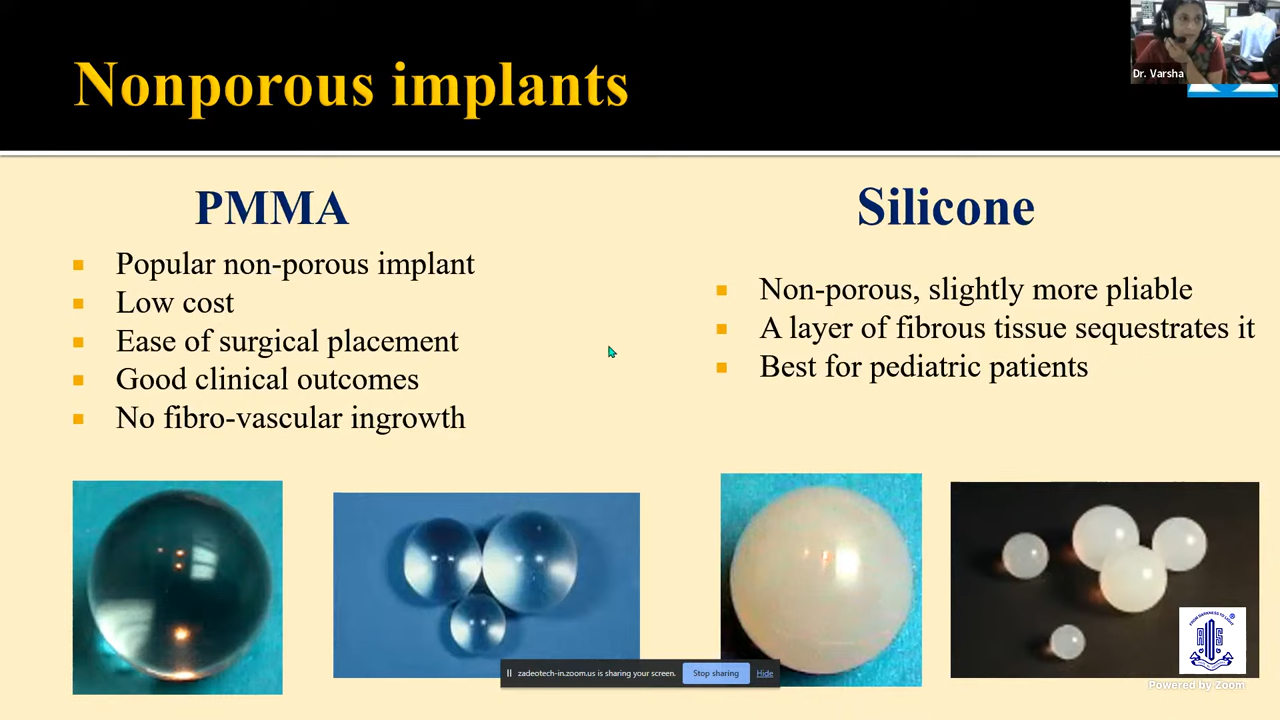 Nonporous implants
Dr. Varsha
PMMA
Popular non-porous implant
Low cost
Ease of surgical placement
Good clinical outcomes
No fibro-vascular ingrowth
Silicone
Non-porous, slightly more pliable
A layer of fibrous tissue sequestrates it
Best for pediatric patients
zadeotech-in.zoom.us is sharing your screen.
Stop sharing
Hide
Powered by Zoom